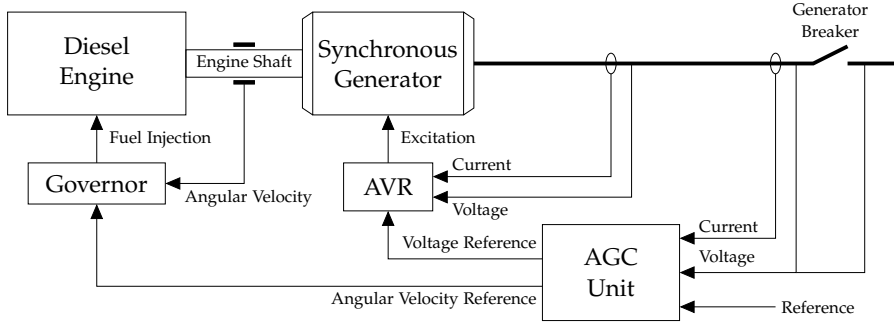 Generator
Breaker
Diesel
Engine
Engine Shaft
Synchronous
Generator
Fuel Injection
Excitation
Governor
Angular Velocity
AVR
Current
Voltage
Voltage Reference
Angular Velocity Reference
AGC
Unit
Current
Voltage
Reference